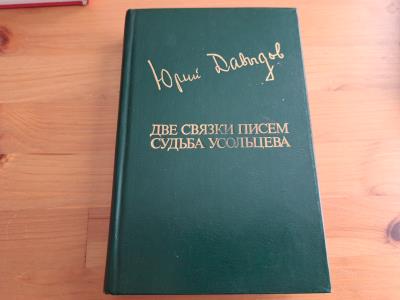 Юрий Давыдов
ДВЕ СВЯЗКИ ПИСЕМ
СУДЬБА УСОЛЬЦЕВА